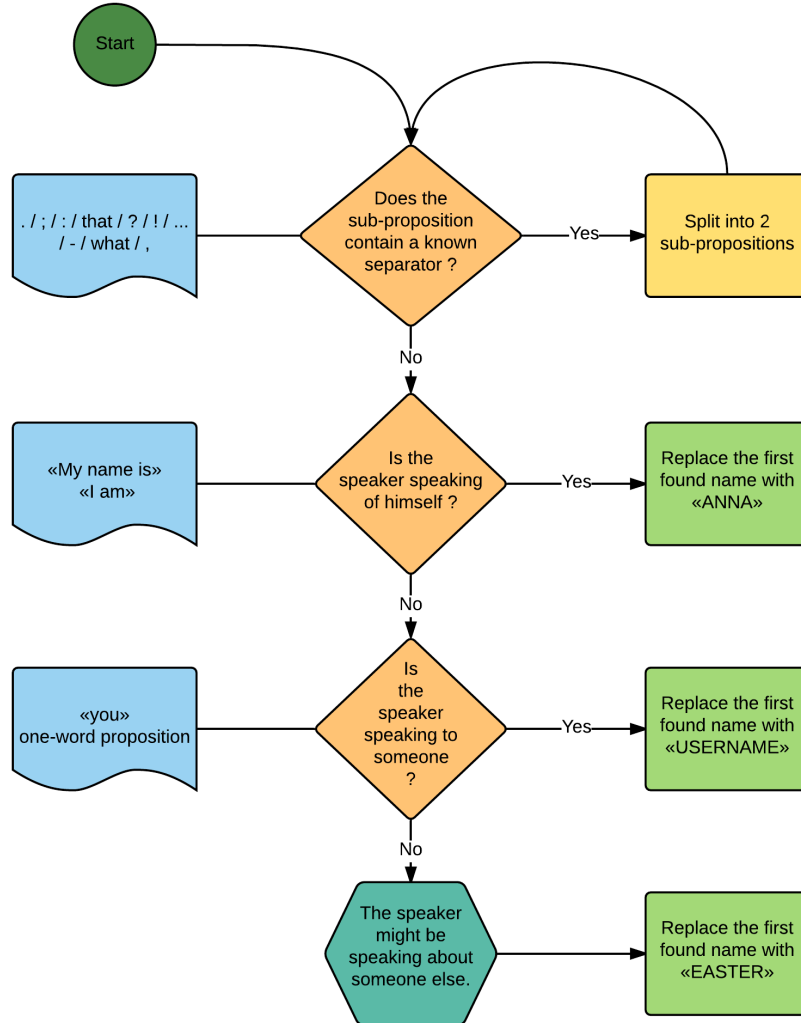 Start
. / ; / : / that / ? / ! / ...
/ - / what / ,
Does the
sub-proposition
contain a known
separator ?
Yes
Split into 2
sub-propositions
No
«My name is»
«I am»
Is the
speaker speaking
of himself ?
Yes
Replace the first
found name with
«ANNA»
No
«you»
one-word proposition
Is
the
speaker
speaking to
someone
?
Yes
Replace the first
found name with
«USERNAME»
No
The speaker
might be
speaking about
someone else.
Replace the first
found name with
«EASTER»